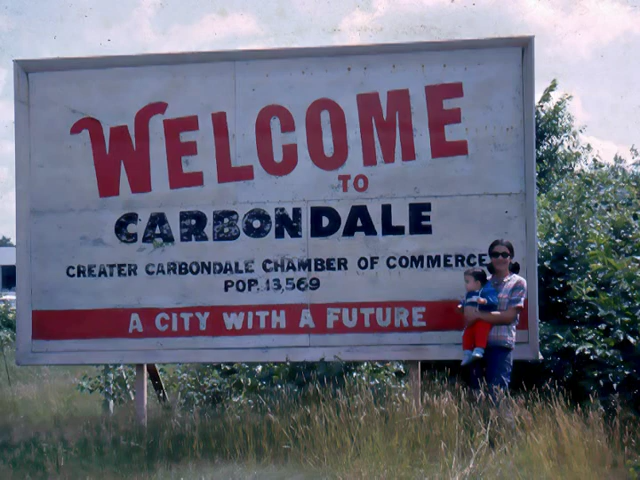 WELCOME
TO
CARBONDALE
GREATER CARBONDALE CHAMBER OF COMMERCE
POP. 13,569
A CITY WITH A FUTURE